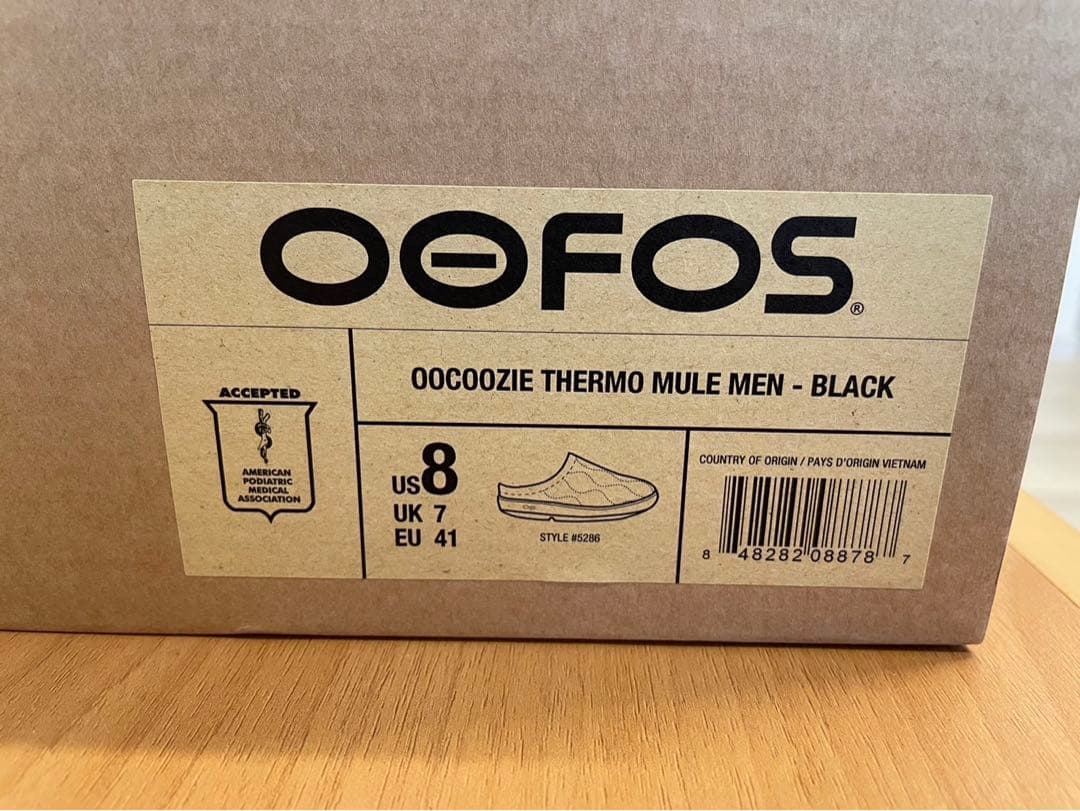 OOFOS®
ACCEPTED
AMERICAN
PODIATRIC
MEDICAL
ASSOCIATION
OOCOOZIE THERMO MULE MEN - BLACK
US 8
UK 7
EU 41
Oofos
STYLE #5286
COUNTRY OF ORIGIN / PAYS D'ORIGIN VIETNAM
8 48282 08878 7